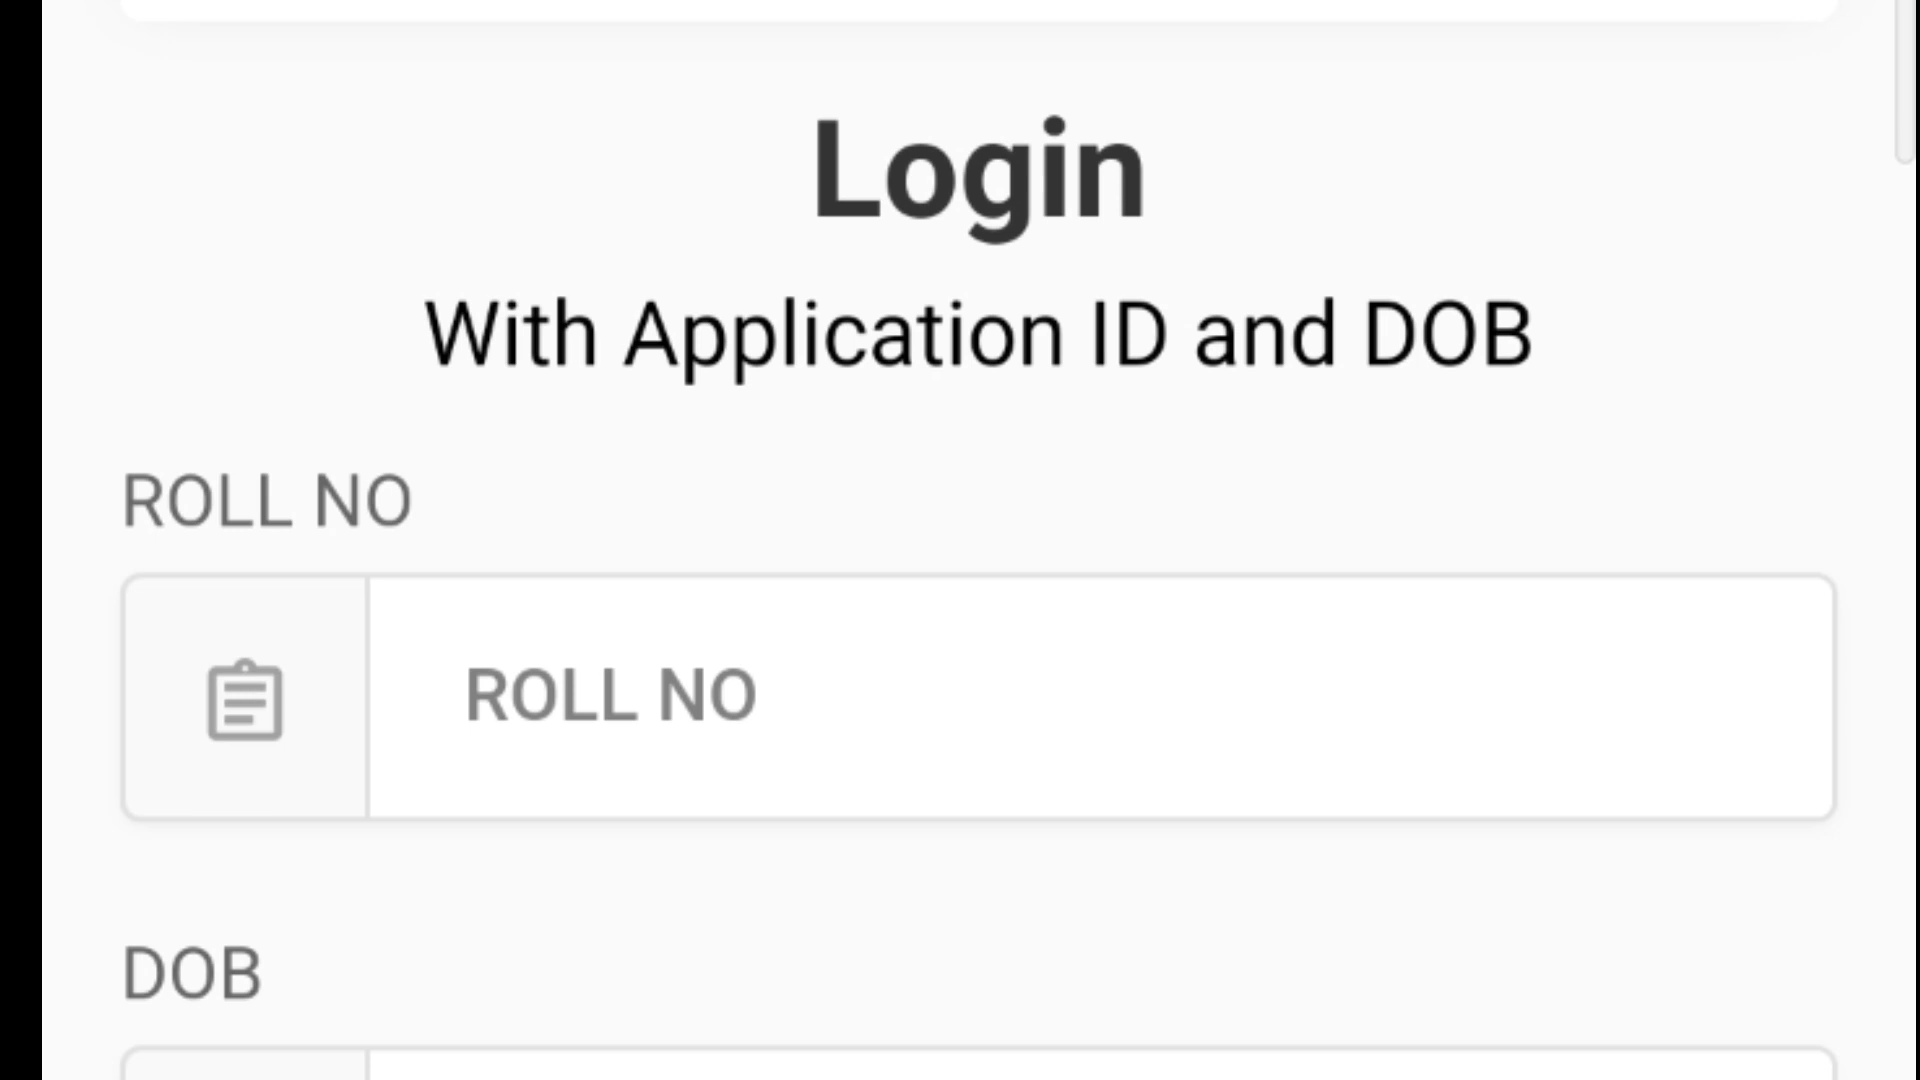 Login
With Application ID and DOB
ROLL NO
ROLL NO
DOB